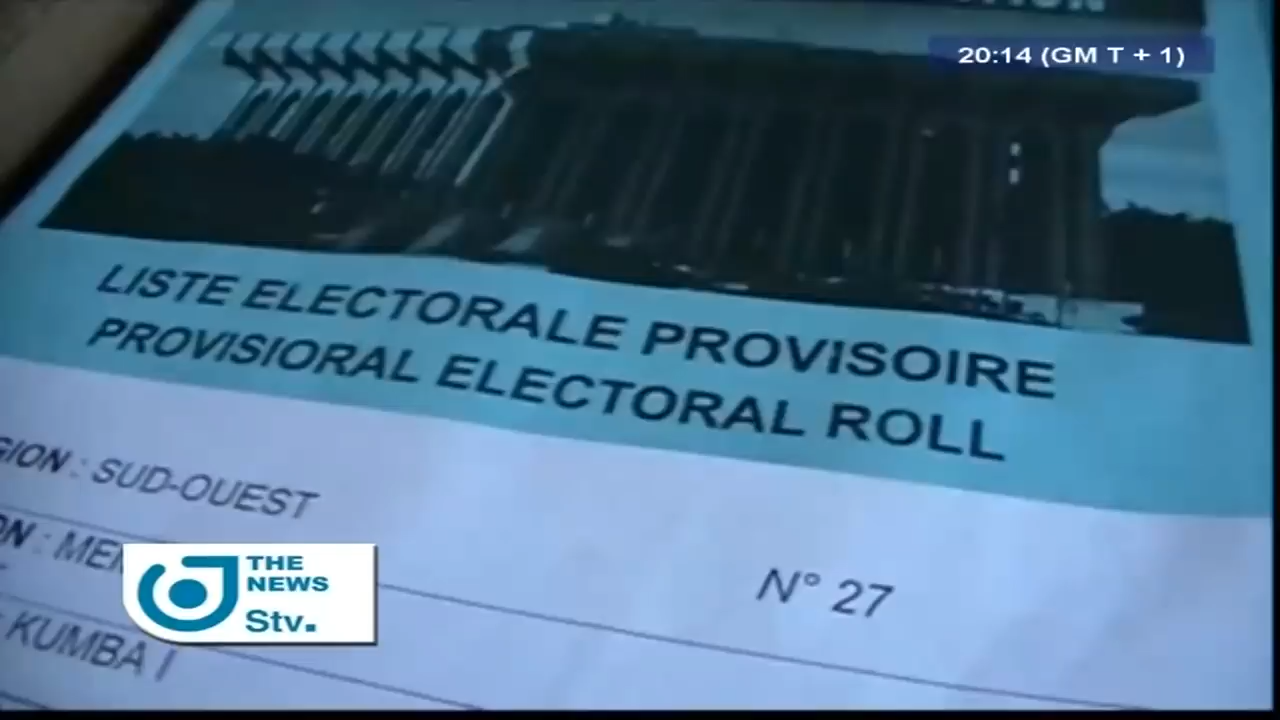 20:14 (GM T + 1)
LISTE ELECTORALE PROVISOIRE
PROVISIORAL ELECTORAL ROLL
GION : SUD-OUEST
ON : MEM
N° 27
: KUMBA I
THE
NEWS
Stv.